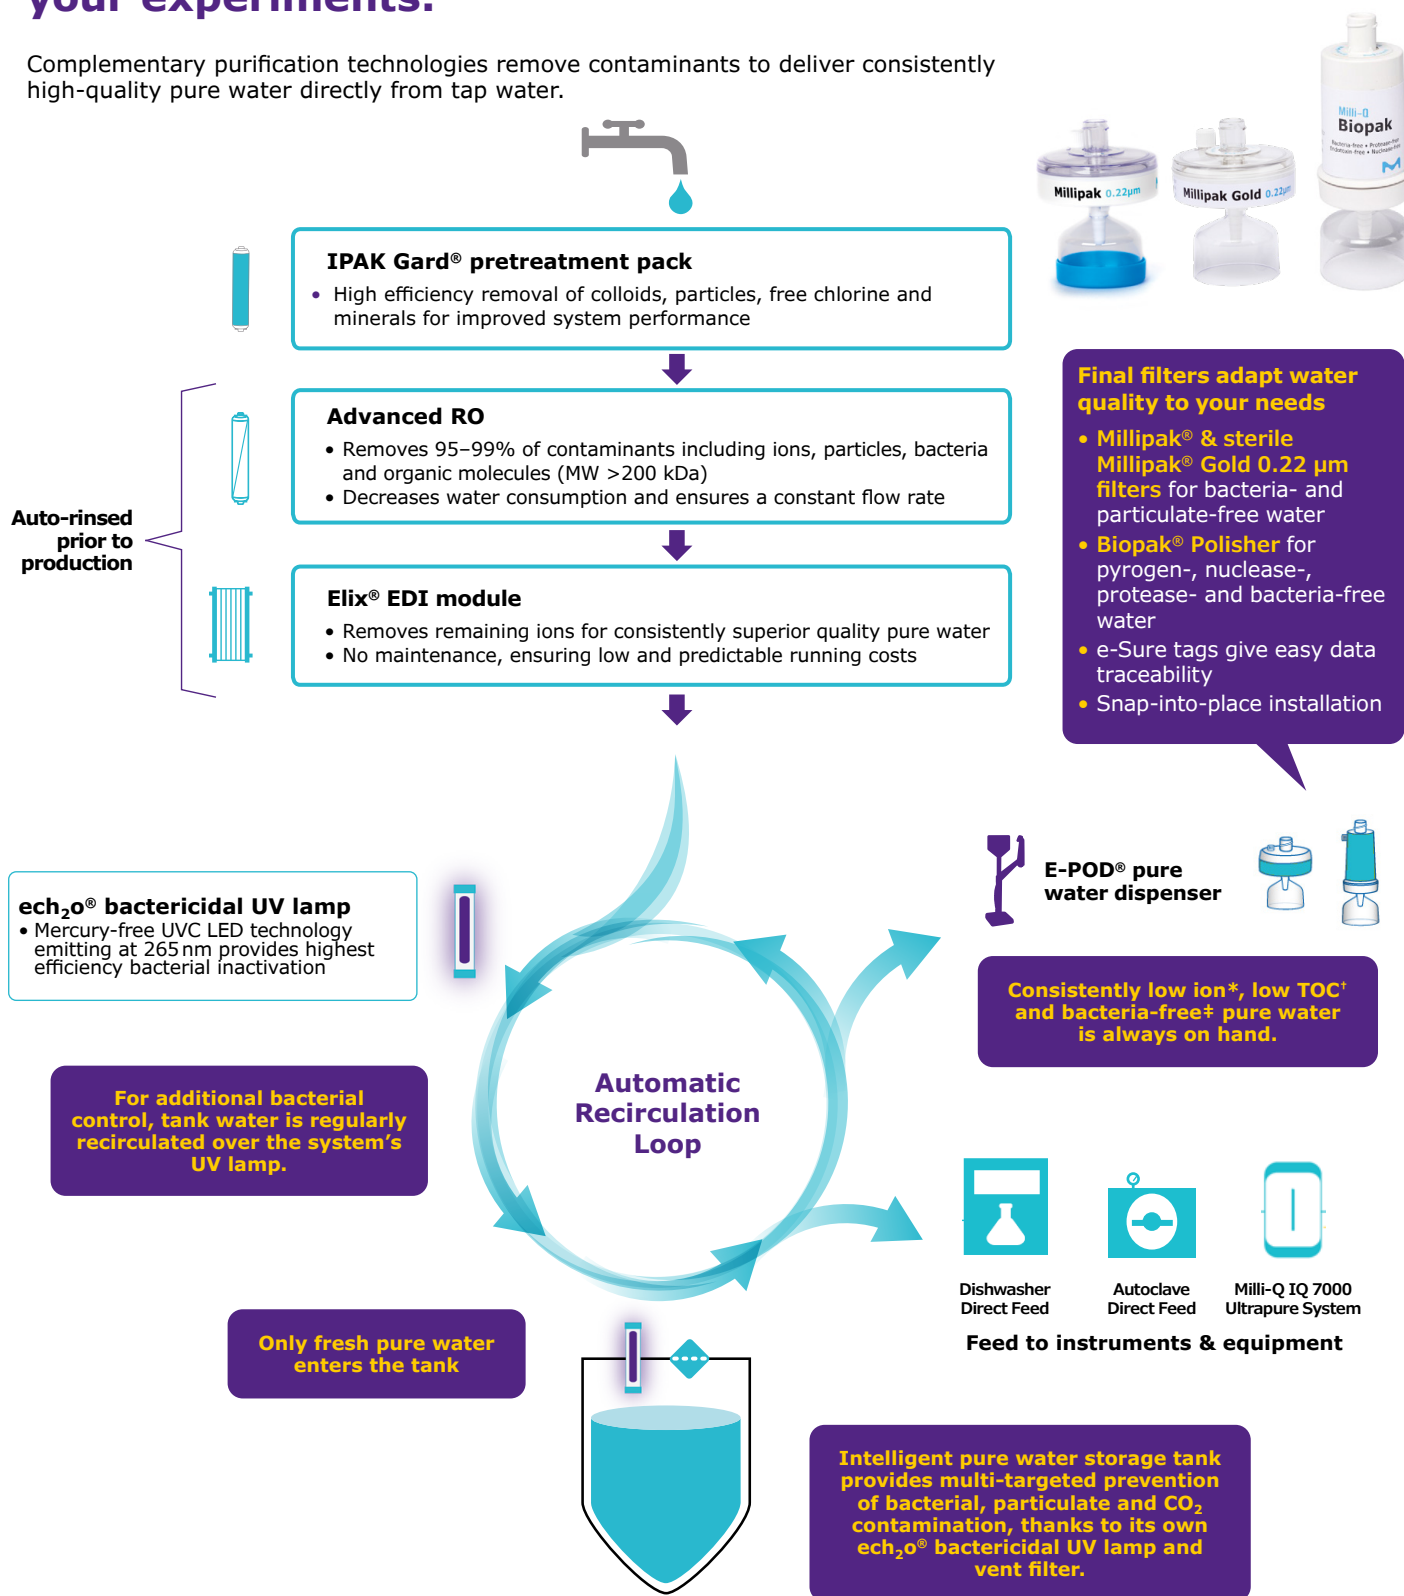 your experiments.
Complementary purification technologies remove contaminants to deliver consistently
high-quality pure water directly from tap water.
Millipak 0.22µm
Millipak Gold 0.22µm
Milli-Q
Biopak
Bacteria-free • Protease-free
Endotoxin-free • Nuclease-free
IPAK Gard® pretreatment pack
• High efficiency removal of colloids, particles, free chlorine and
minerals for improved system performance
Auto-rinsed
prior to
production
Advanced RO
• Removes 95–99% of contaminants including ions, particles, bacteria
and organic molecules (MW >200 kDa)
• Decreases water consumption and ensures a constant flow rate
Elix® EDI module
• Removes remaining ions for consistently superior quality pure water
• No maintenance, ensuring low and predictable running costs
Final filters adapt water
quality to your needs
• Millipak® & sterile
Millipak® Gold 0.22 µm
filters for bacteria- and
particulate-free water
• Biopak® Polisher for
pyrogen-, nuclease-,
protease- and bacteria-free
water
• e-Sure tags give easy data
traceability
• Snap-into-place installation
ech₂o® bactericidal UV lamp
• Mercury-free UVC LED technology
emitting at 265 nm provides highest
efficiency bacterial inactivation
E-POD® pure
water dispenser
Consistently low ion*, low TOC†
and bacteria-free‡ pure water
is always on hand.
For additional bacterial
control, tank water is regularly
recirculated over the system’s
UV lamp.
Automatic
Recirculation
Loop
Dishwasher
Direct Feed
Autoclave
Direct Feed
Milli-Q IQ 7000
Ultrapure System
Feed to instruments & equipment
Only fresh pure water
enters the tank
Intelligent pure water storage tank
provides multi-targeted prevention
of bacterial, particulate and CO₂
contamination, thanks to its own
ech₂o® bactericidal UV lamp and
vent filter.